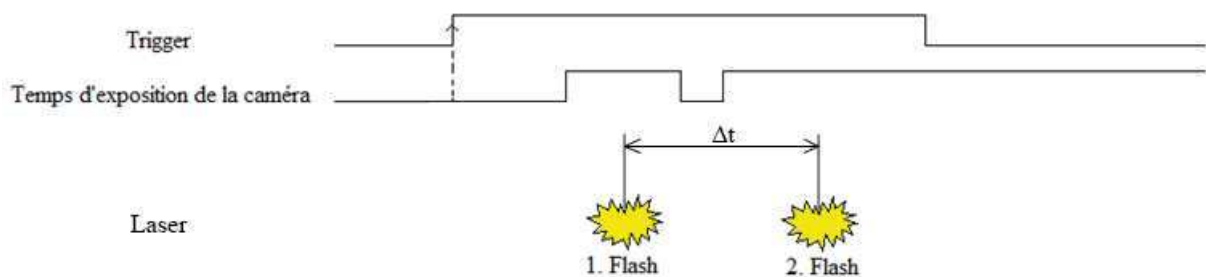 Trigger
Temps d'exposition de la caméra
Δt
Laser
1. Flash
2. Flash